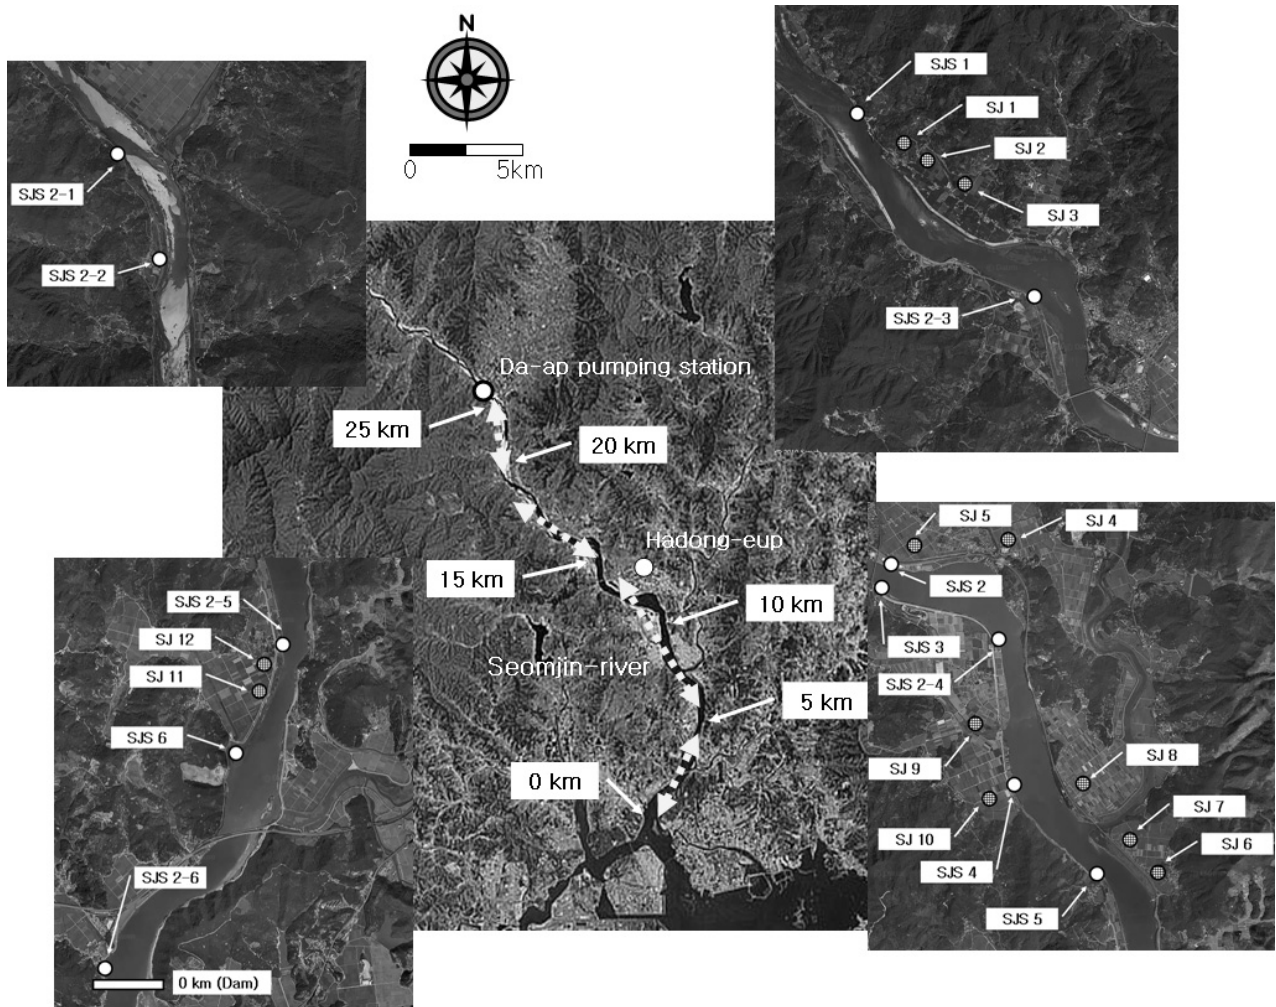 N
0 5km
SJS 2-1
SJS 2-2
SJS 1
SJ 1
SJ 2
SJ 3
SJS 2-3
Da-ap pumping station
25 km
20 km
Hadong-eup
15 km
10 km
Seomjin-river
5 km
0 km
SJS 2-5
SJ 12
SJ 11
SJS 6
SJS 2-6
0 km (Dam)
SJ 5
SJ 4
SJS 2
SJS 3
SJS 2-4
SJ 9
SJ 8
SJ 7
SJ 10
SJ 6
SJS 4
SJS 5